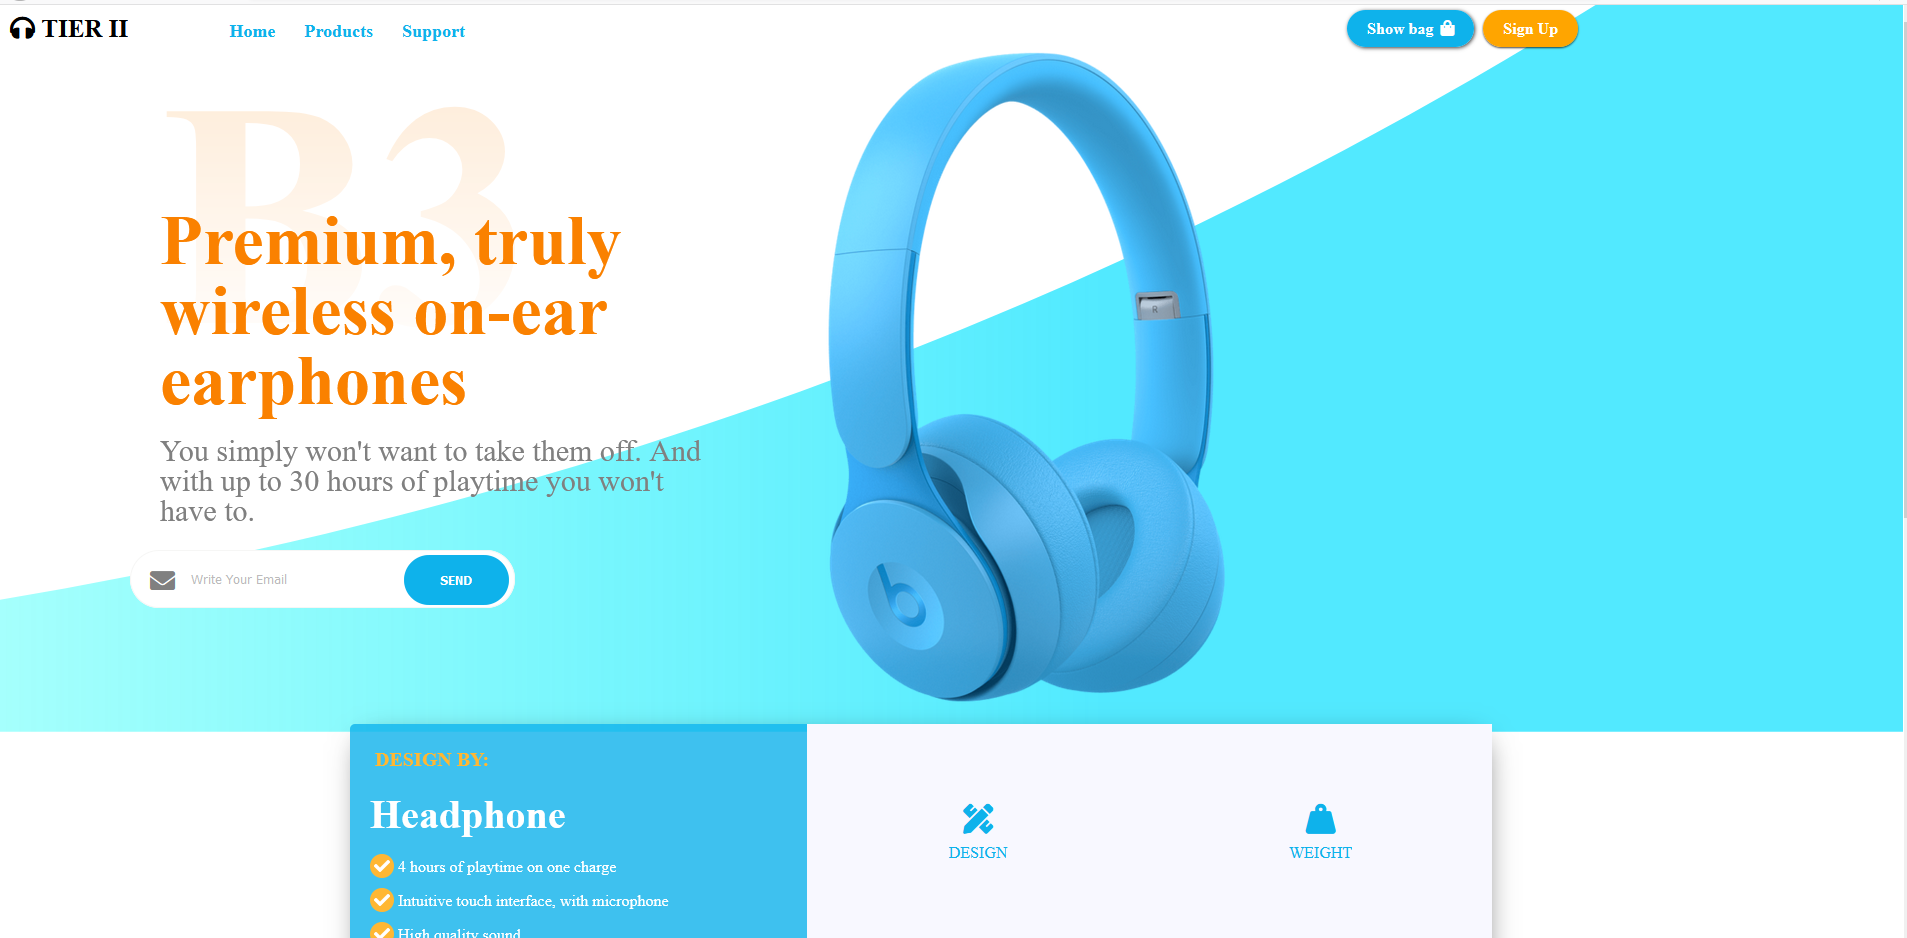 TIER II
Home Products Support
Show bag
Sign Up
B3
Premium, truly
wireless on-ear
earphones
You simply won't want to take them off. And
with up to 30 hours of playtime you won't
have to.
Write Your Email
SEND
R
b
DESIGN BY:
Headphone
4 hours of playtime on one charge
Intuitive touch interface, with microphone
High quality sound
DESIGN
WEIGHT